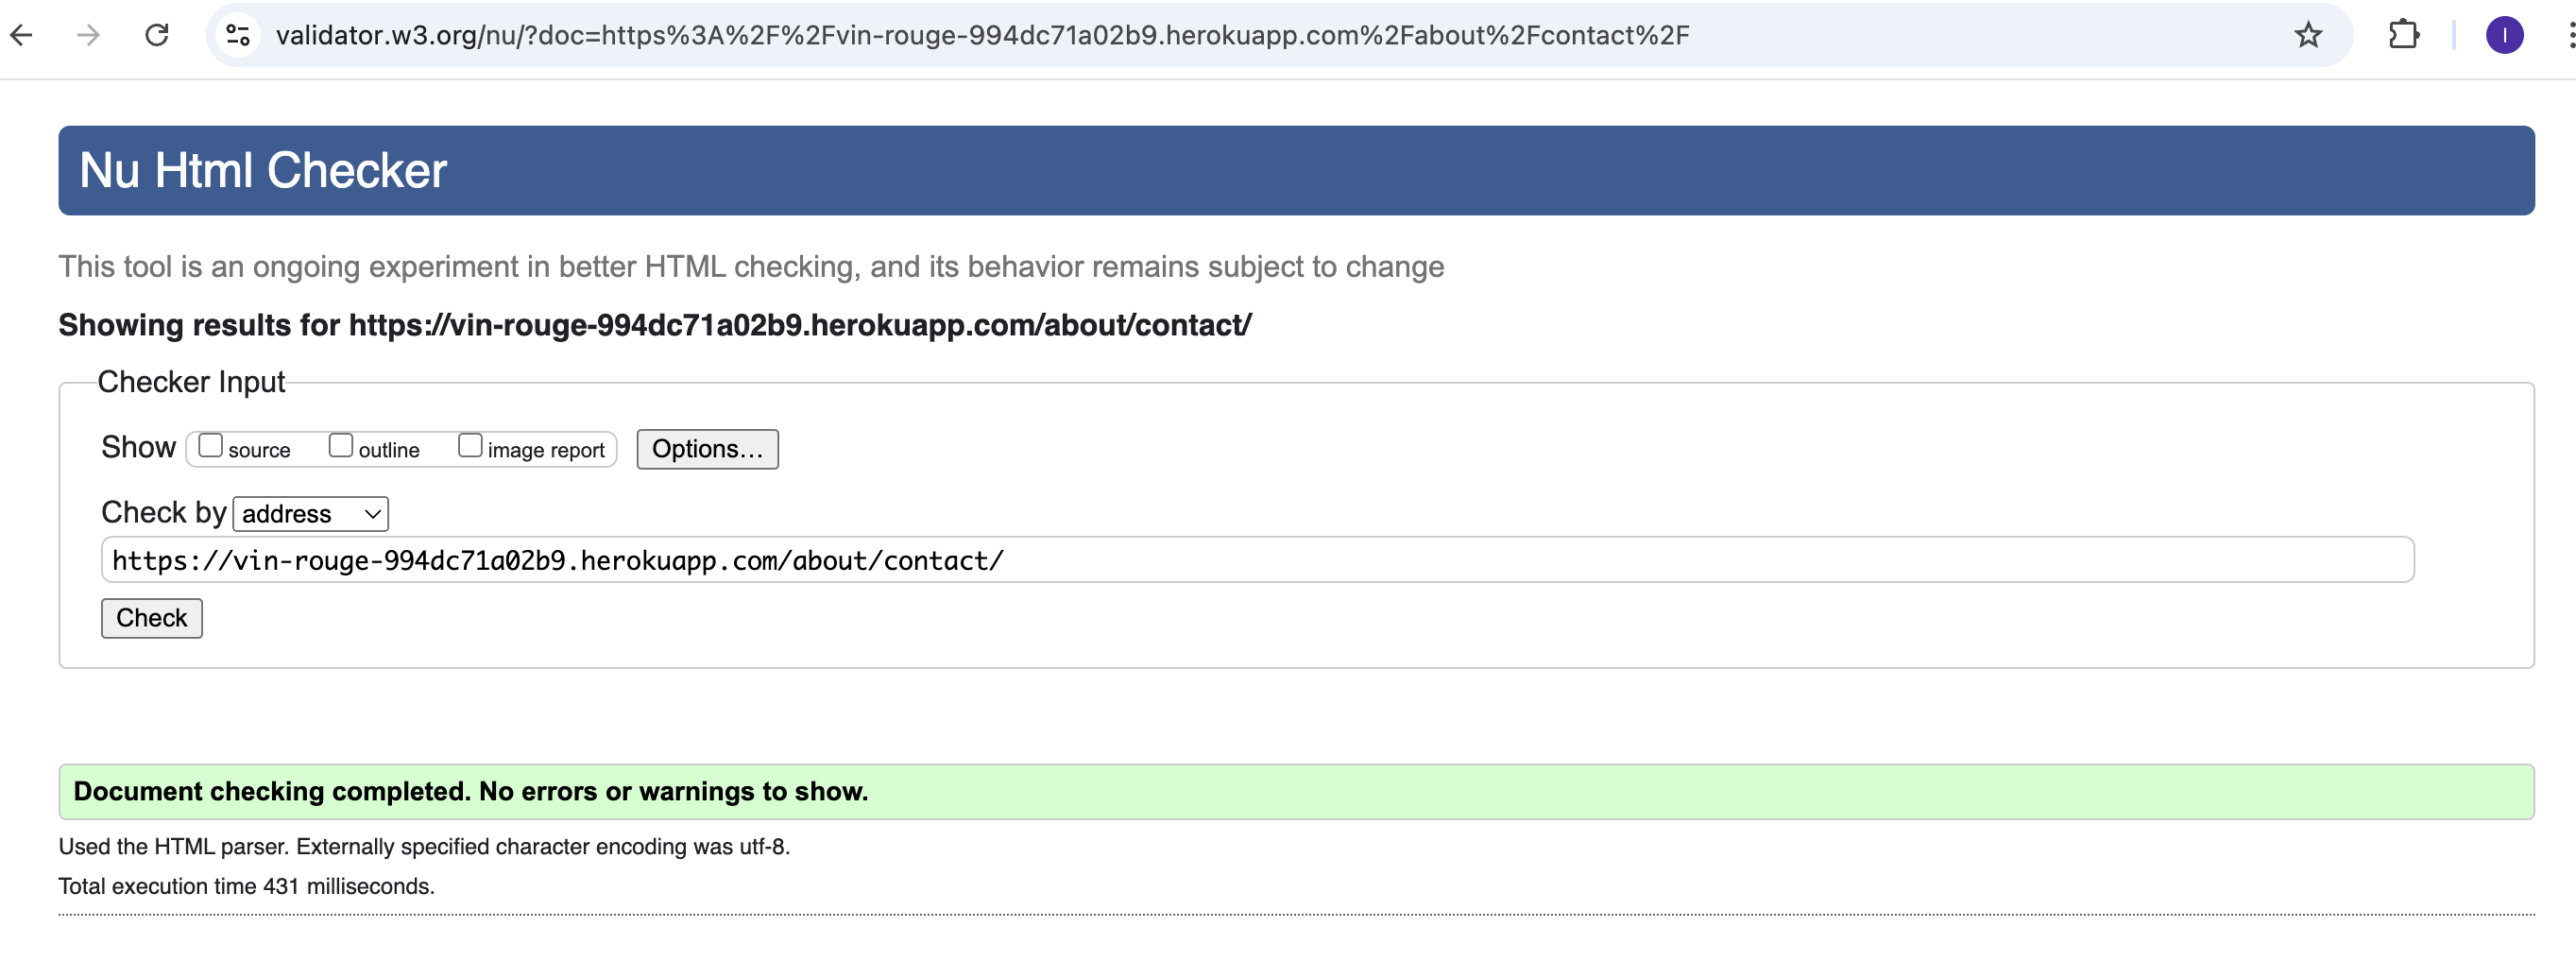 validator.w3.org/nu/?doc=https%3A%2F%2Fvin-rouge-994dc71a02b9.herokuapp.com%2Fabout%2Fcontact%2F
I
Nu Html Checker
This tool is an ongoing experiment in better HTML checking, and its behavior remains subject to change
Showing results for https://vin-rouge-994dc71a02b9.herokuapp.com/about/contact/
Checker Input
Show source outline image report Options...
Check by address
https://vin-rouge-994dc71a02b9.herokuapp.com/about/contact/
Check
Document checking completed. No errors or warnings to show.
Used the HTML parser. Externally specified character encoding was utf-8.
Total execution time 431 milliseconds.